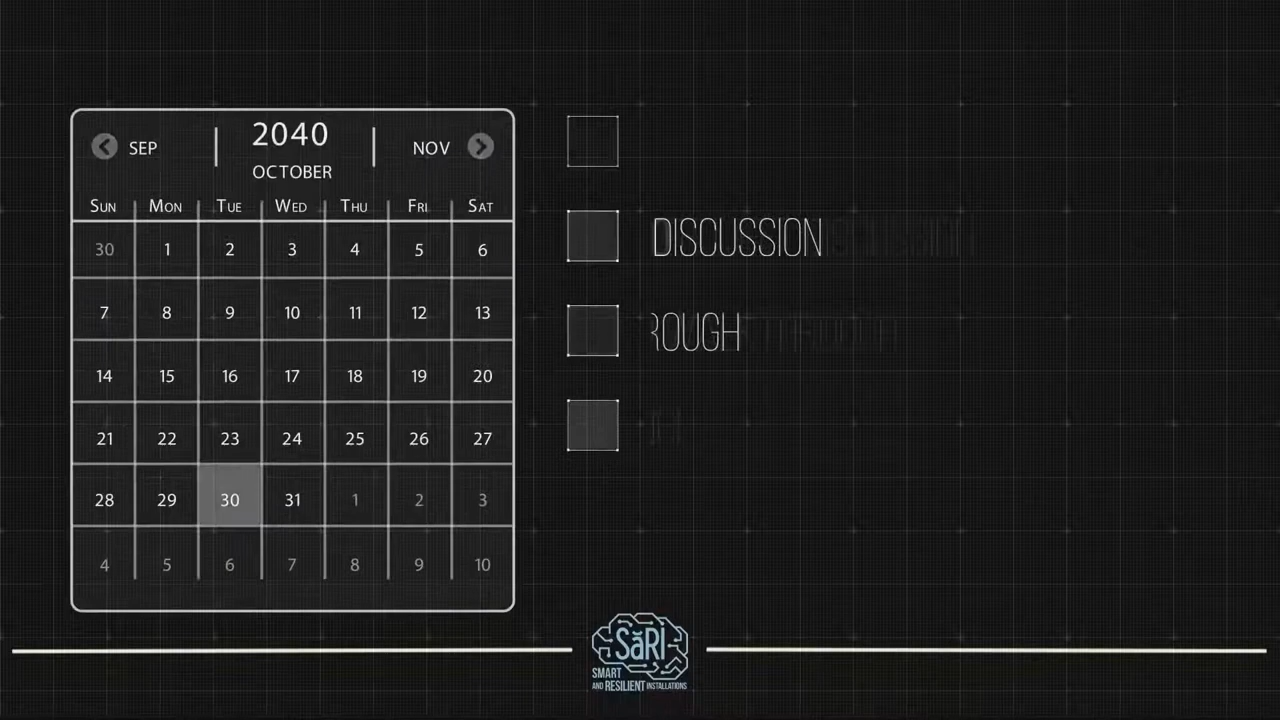 SEP 2040 NOV
OCTOBER
SUN MON TUE WED THU FRI SAT
30 1 2 3 4 5 6
7 8 9 10 11 12 13
14 15 16 17 18 19 20
21 22 23 24 25 26 27
28 29 30 31 1 2 3
4 5 6 7 8 9 10
DISCUSSION
ROUGH
SăRI
SMART
AND RESILIENT INSTALLATIONS